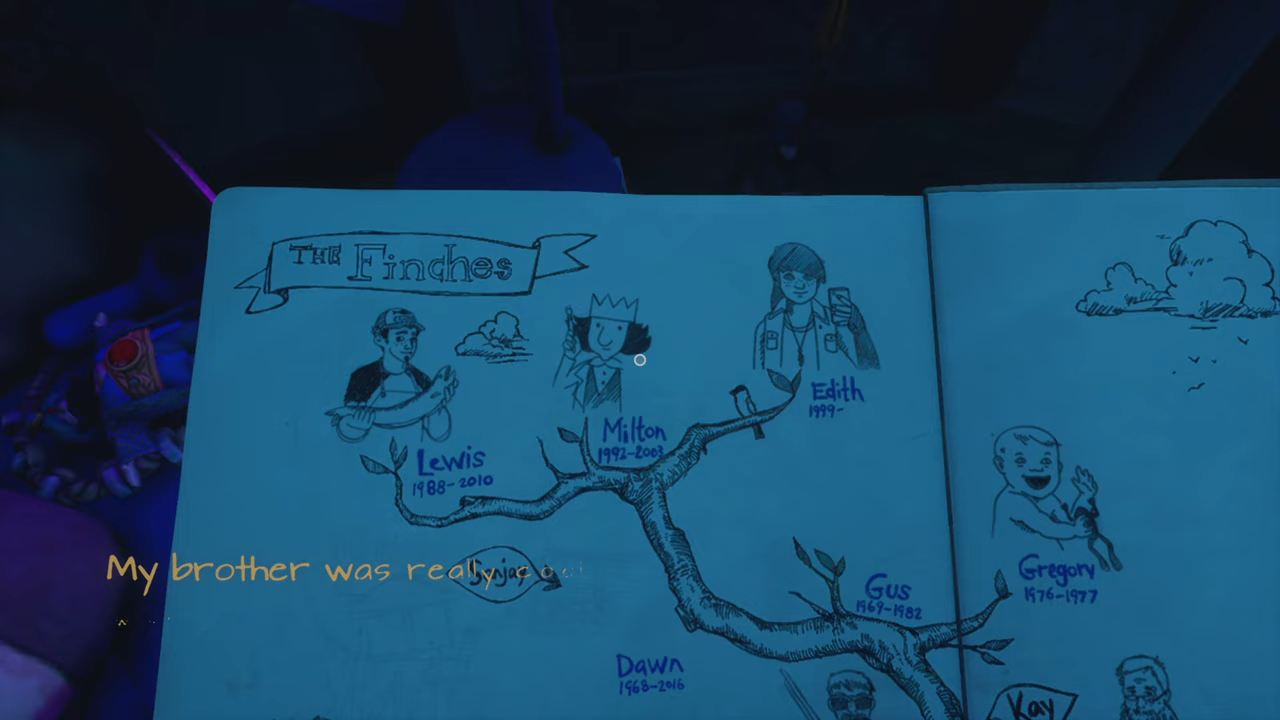 THE Finches
Edith
1999-
Milton
1992-2003
Lewis
1988-2010
My brother was really
Sanjay
Gregory
1976-1977
Gus
1969-1982
Dawn
1968-2016
Kay